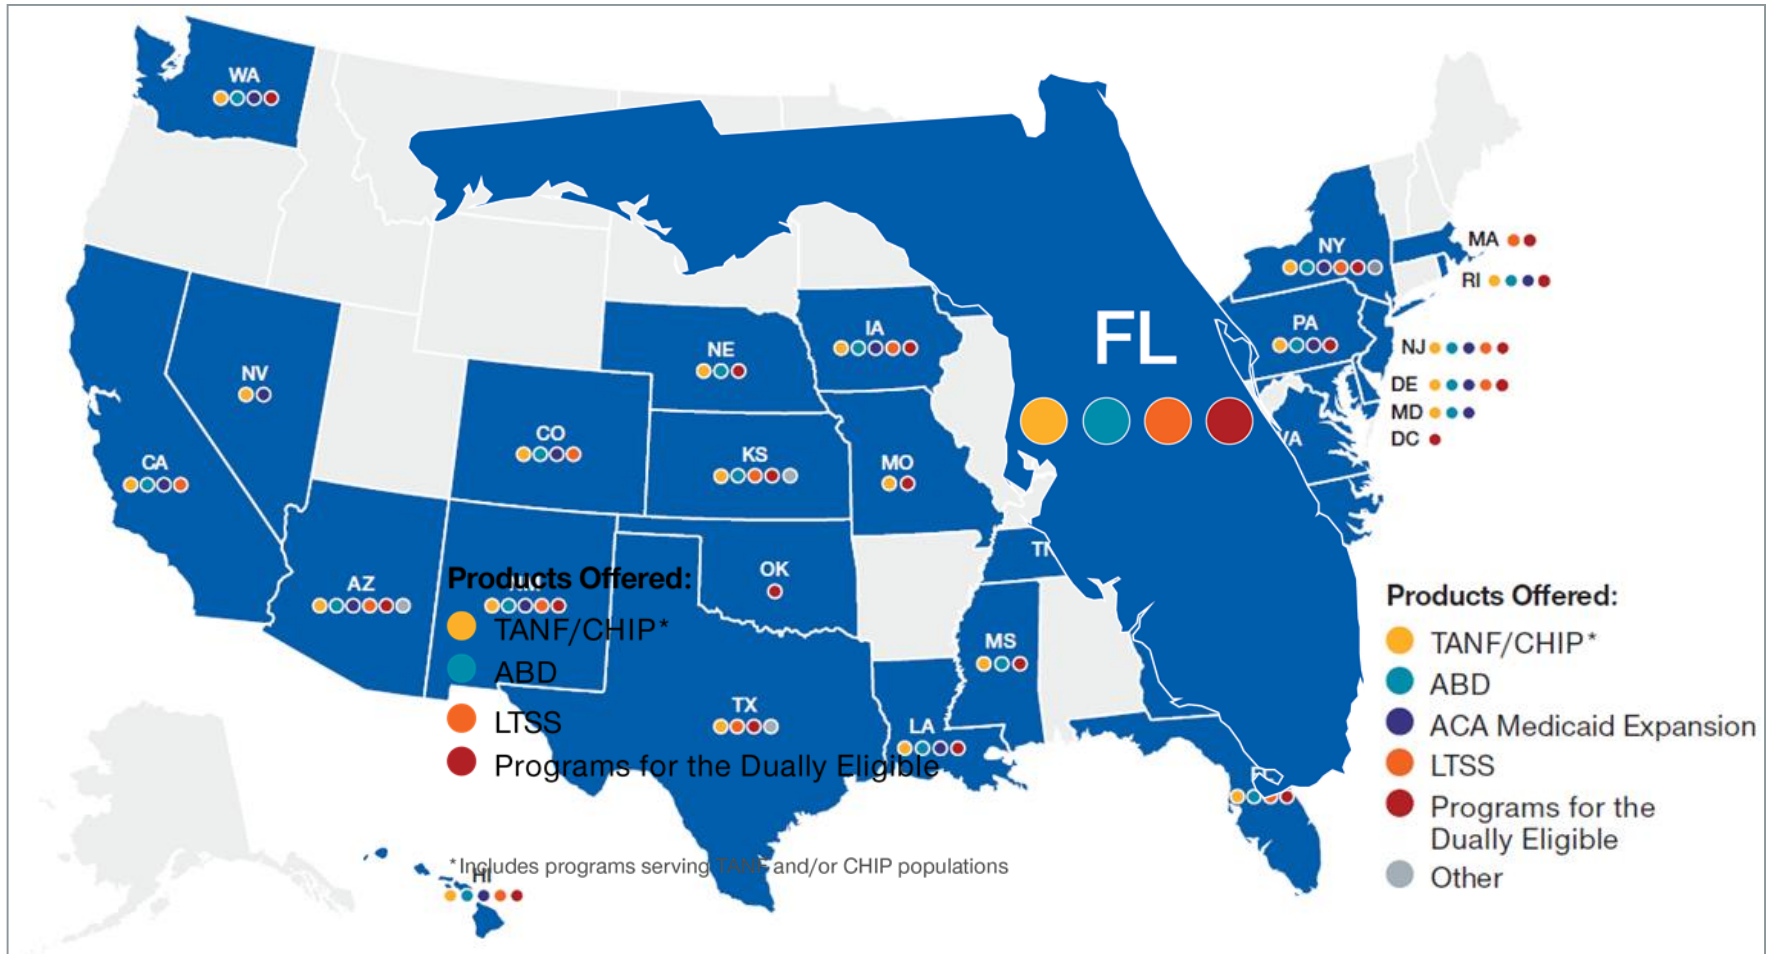 WA
NY
MA
RI
FL
IA
PA
NE
NJ
NV
DE
MD
CO
VA
DC
CA
KS
MO
OK
AZ
Products Offered:
TANF/CHIP*
ABD
LTSS
Programs for the Dually Eligible
MS
TX
LA
*Includes programs serving TANF and/or CHIP populations
HI
Products Offered:
TANF/CHIP*
ABD
ACA Medicaid Expansion
LTSS
Programs for the
Dually Eligible
Other